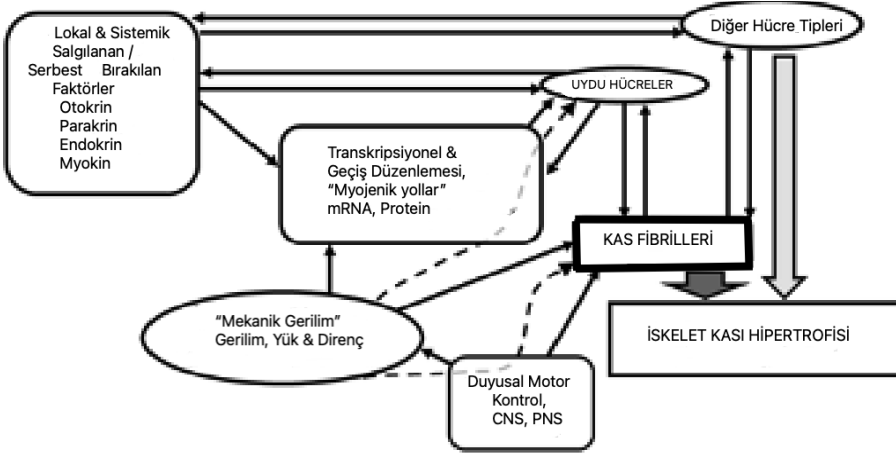 Lokal & Sistemik
Salgılanan /
Serbest Bırakılan
Faktörler
Otokrin
Parakrin
Endokrin
Myokin
Diğer Hücre Tipleri
UYDU HÜCRELER
Transkripsiyonel &
Geçiş Düzenlemesi,
“Myojenik yollar”
mRNA, Protein
KAS FİBRİLLERİ
“Mekanik Gerilim”
Gerilim, Yük & Direnç
İSKELET KASI HİPERTROFİSİ
Duyusal Motor
Kontrol,
CNS, PNS